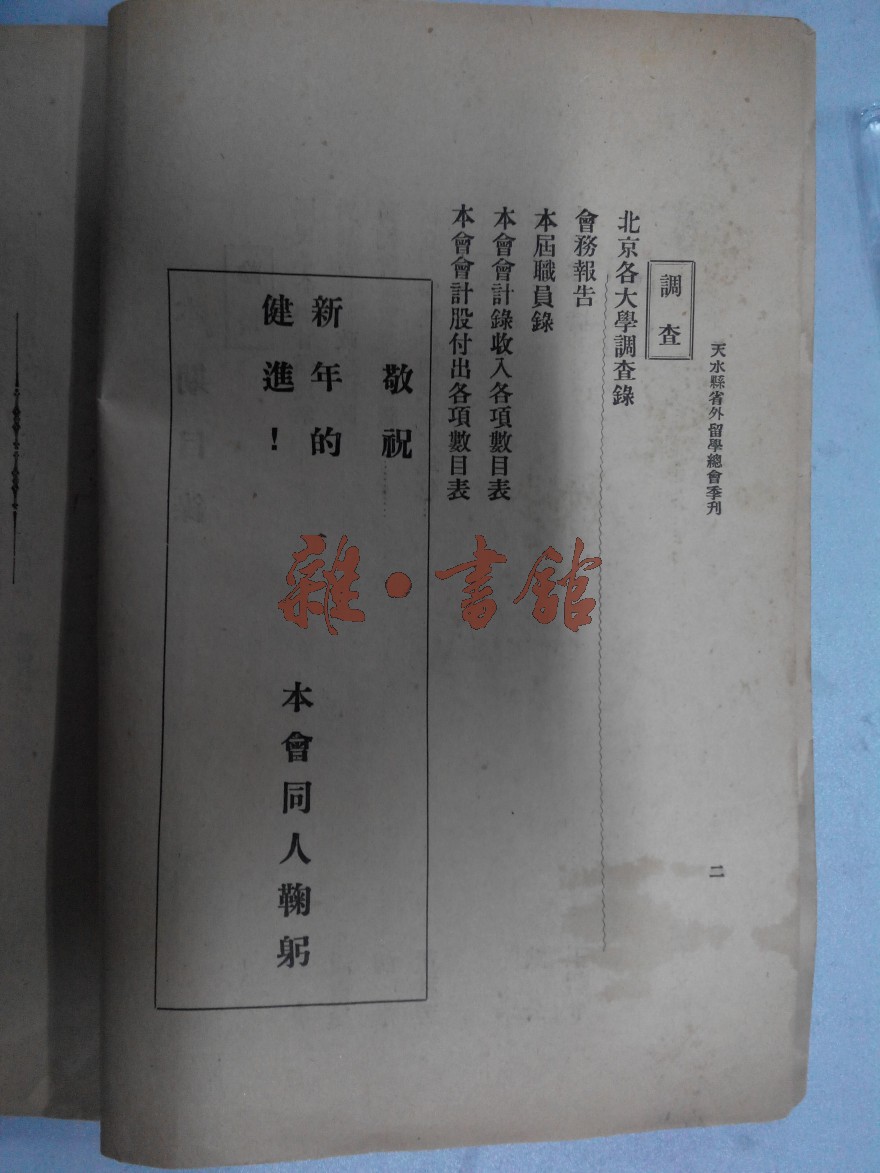 天水縣省外留學總會季刊
二
調查
北京各大學調查錄
會務報告
本屆職員錄
本會會計錄收入各項數目表
本會會計股付出各項數目表
敬祝
新年的
健進！
本會同人鞠躬
雜·書館